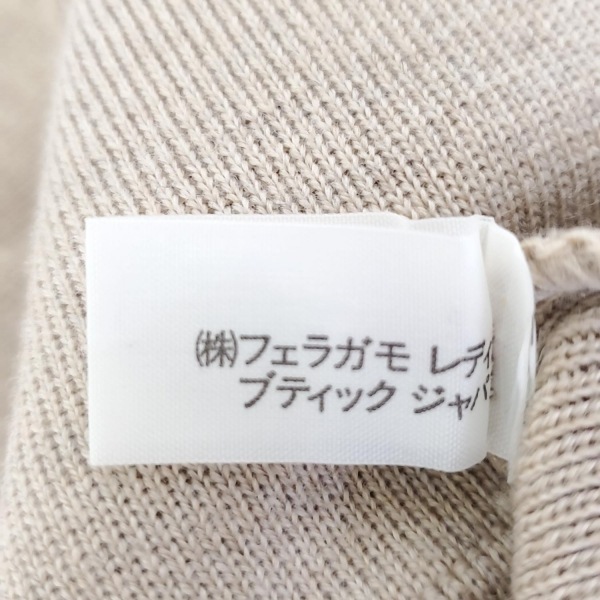 ㈱フェラガモ レディ
ブティック ジャパ